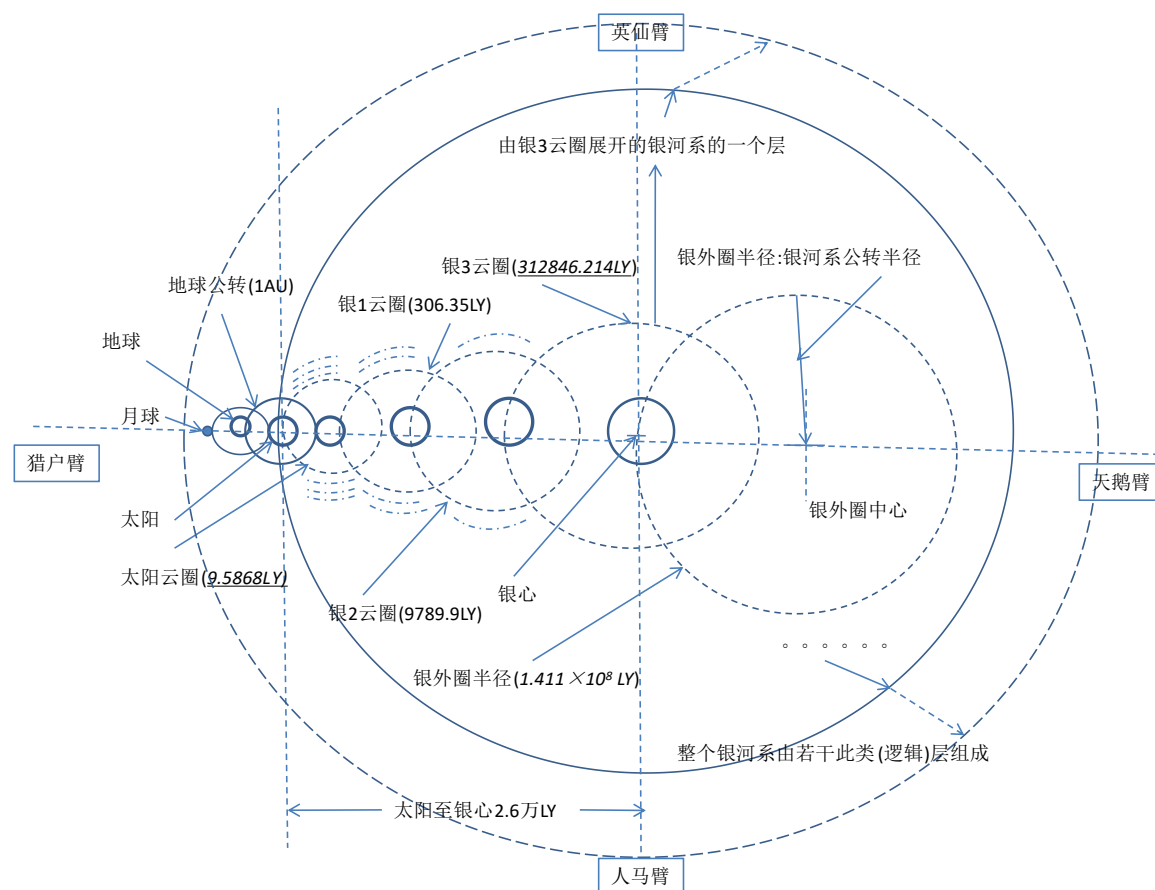 英仙臂
由银3云圈展开的银河系的一个层
银3云圈(312846.214LY)
银外圈半径:银河系公转半径
地球公转(1AU)
银1云圈(306.35LY)
地球
月球
猎户臂
天鹅臂
太阳
银外圈中心
太阳云圈(9.5868LY)
银心
银2云圈(9789.9LY)
银外圈半径(1.411×10⁸ LY)
。。。。。。
整个银河系由若干此类(逻辑)层组成
太阳至银心2.6万LY
人马臂